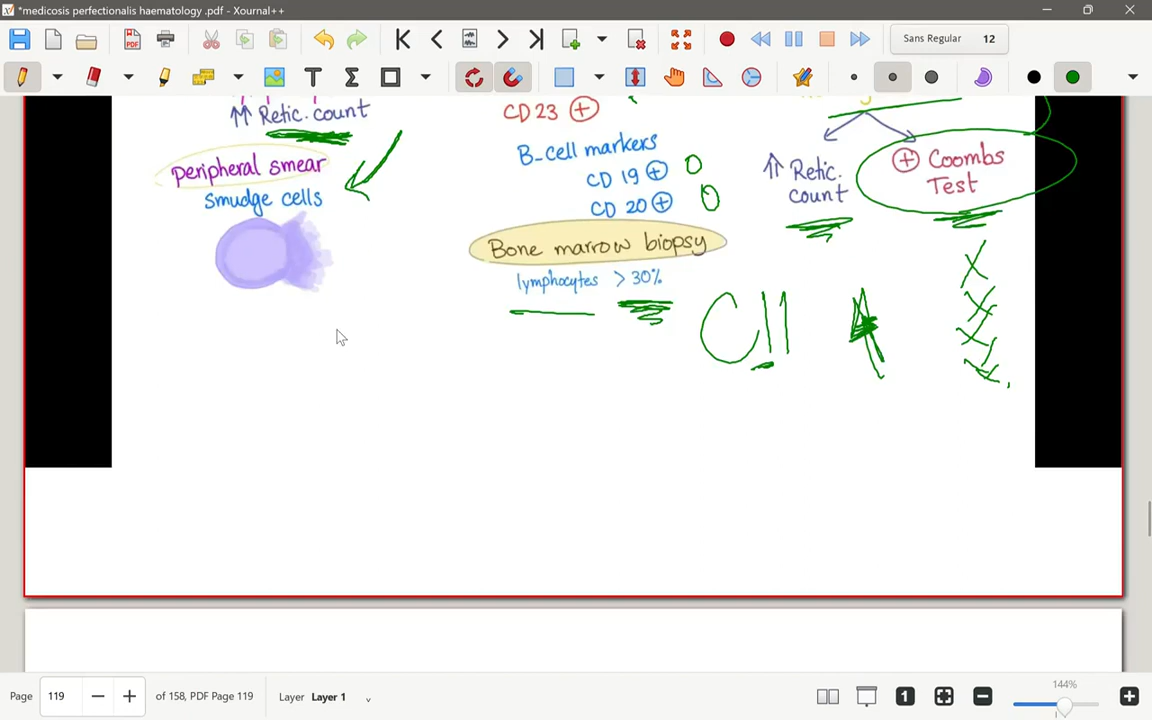 *medicosis perfectionalis haematology .pdf - Xournal++
Sans Regular 12
↑↑ Retic. count
Peripheral smear
smudge cells
CD 23 (+)
B-cell markers
CD 19 (+)
CD 20 (+)
Bone marrow biopsy
lymphocytes > 30%
↑ Retic. count
(+) Coombs Test
Cll
Page 119 of 158, PDF Page 119 Layer Layer 1
144%